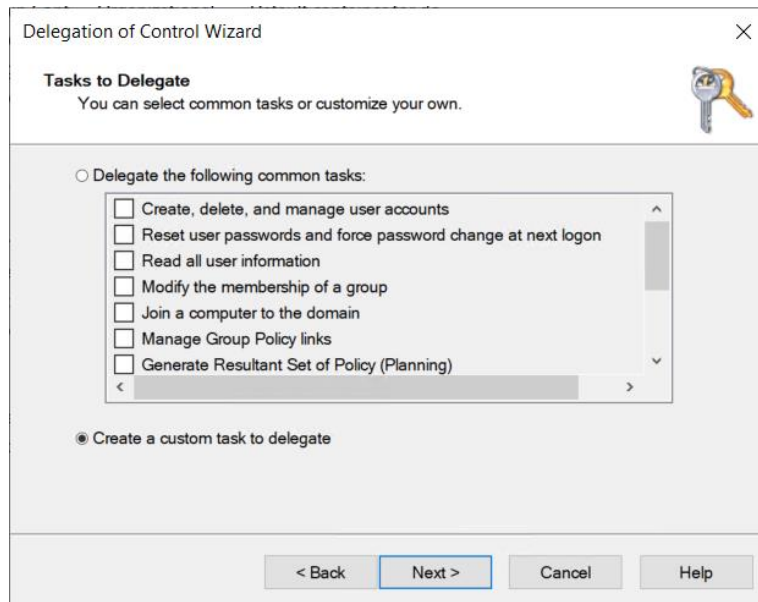 Delegation of Control Wizard
Tasks to Delegate
You can select common tasks or customize your own.
Delegate the following common tasks:
Create, delete, and manage user accounts
Reset user passwords and force password change at next logon
Read all user information
Modify the membership of a group
Join a computer to the domain
Manage Group Policy links
Generate Resultant Set of Policy (Planning)
Create a custom task to delegate
< Back
Next >
Cancel
Help